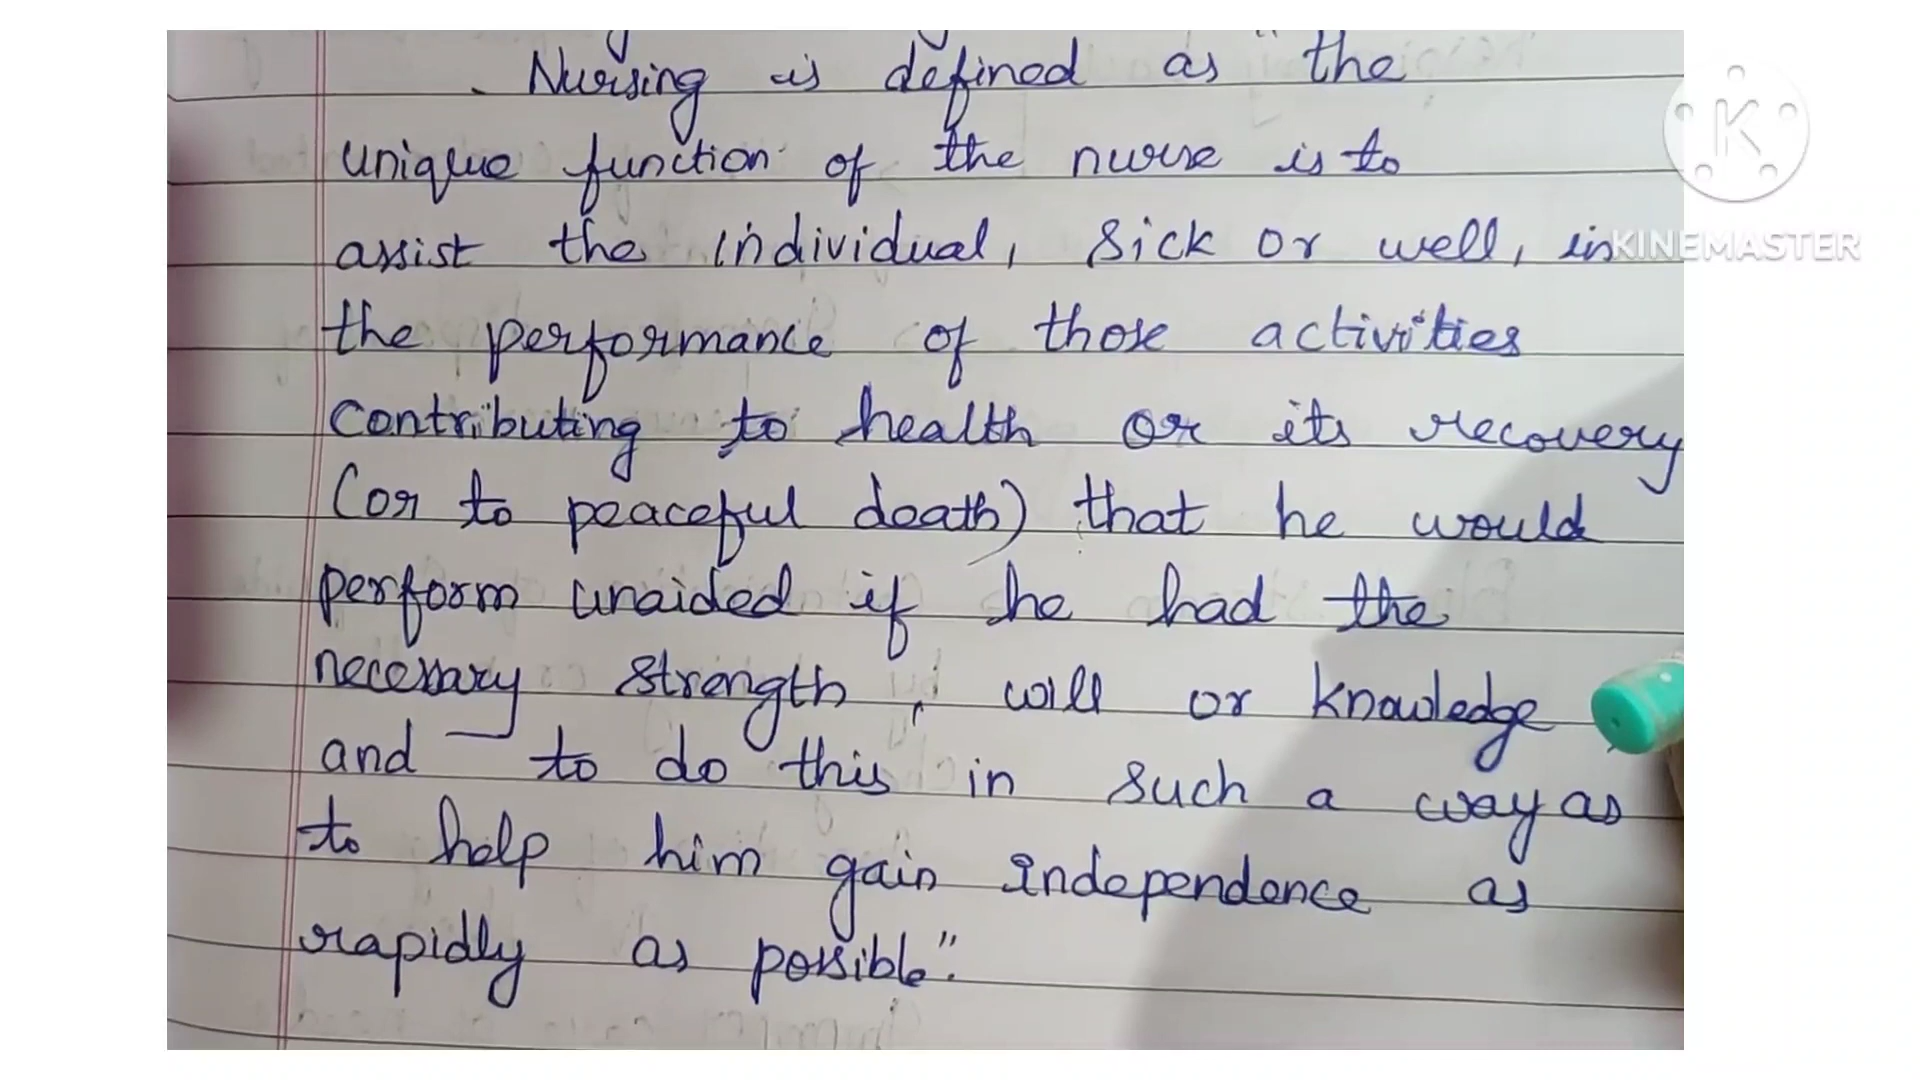 Nursing is defined as "the
unique function of the nurse is to
assist the individual, sick or well, in
the performance of those activities
contributing to health or its recovery
(or to peaceful death) that he would
perform unaided if he had the
necessary strength, will or knowledge
and to do this in such a way as
to help him gain independence as
rapidly as possible".
K
KINEMASTER